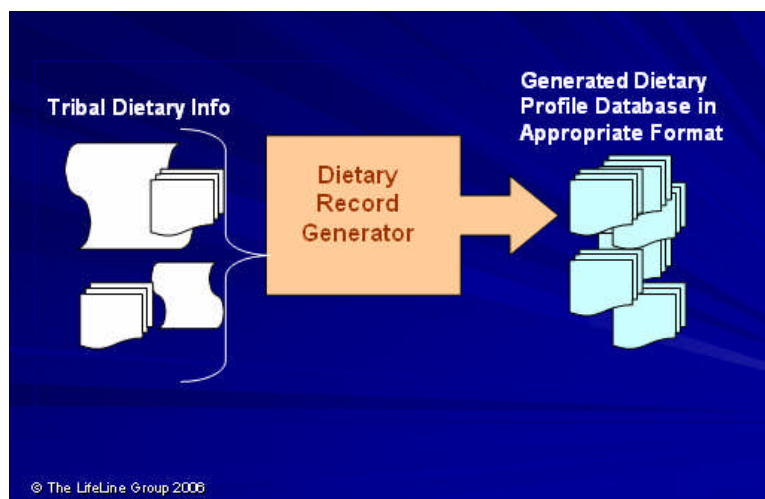 Tribal Dietary Info
Dietary
Record
Generator
Generated Dietary
Profile Database in
Appropriate Format
© The LifeLine Group 2006